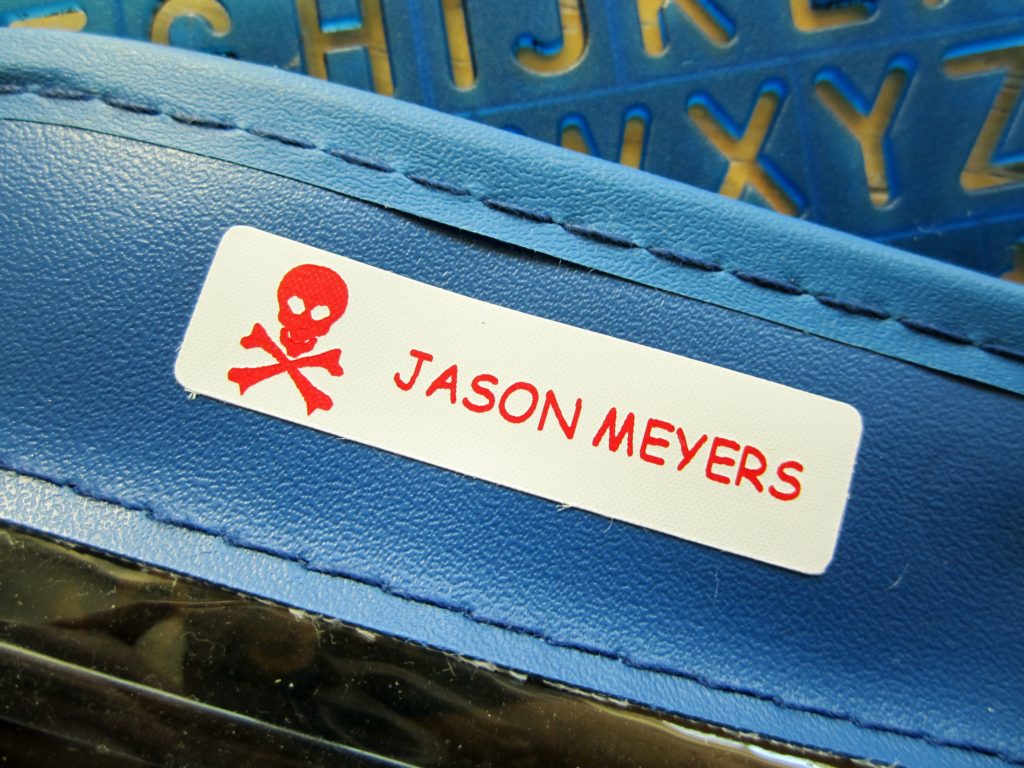 G H I J K L
X Y Z
JASON MEYERS